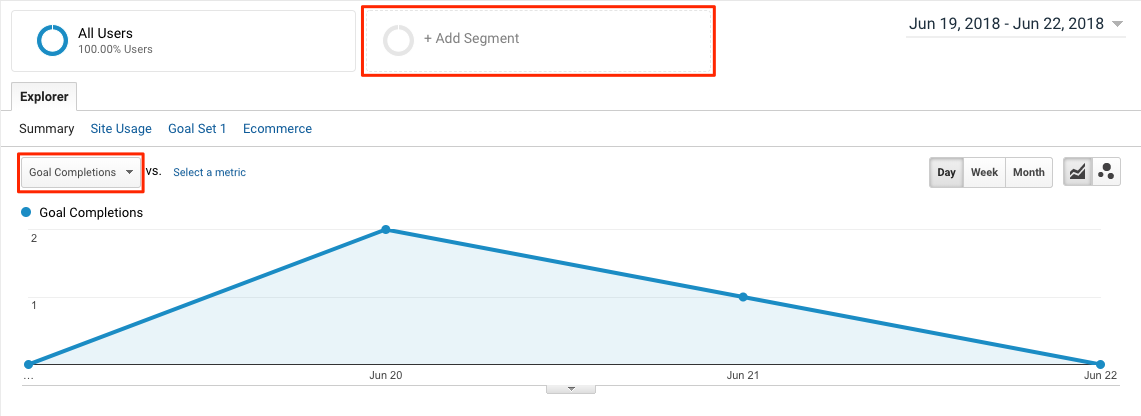 All Users
100.00% Users
+ Add Segment
Jun 19, 2018 - Jun 22, 2018
Explorer
Summary Site Usage Goal Set 1 Ecommerce
Goal Completions vs. Select a metric
Day Week Month
Goal Completions
2
1
... Jun 20 Jun 21 Jun 22